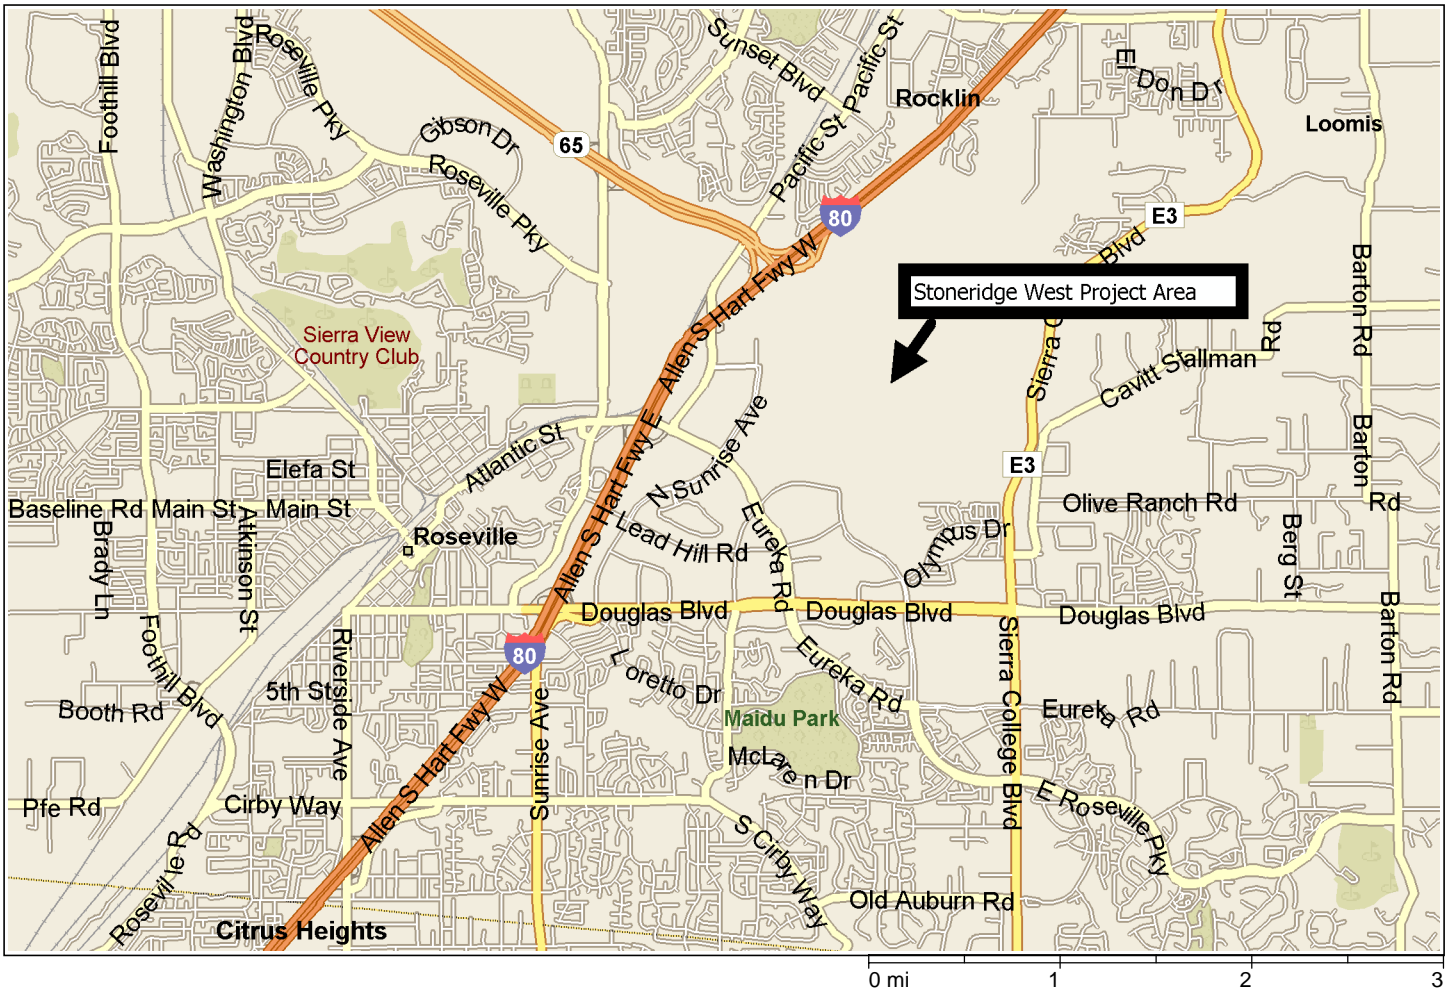 Foothill Blvd
Washington Blvd
Roseville Pky
Sunset Blvd
Pacific St
Rocklin
El Don Dr
Loomis
Gibson Dr
65
Roseville Pky
Pacific St
80
E3
Blvd
Stoneridge West Project Area
Barton Rd
Allen S Hart Fwy W
Sierra View
Country Club
Sierra C
Rd
Cavitt Stallman
Barton
Rd
Atlantic St
Allen S Hart Fwy E
N Sunrise Ave
Elefa St
E3
Baseline Rd
Main St
Main St
Olive Ranch Rd
Brady Ln
Atkinson St
Roseville
Lead Hill Rd
Eureka Rd
Olympus Dr
Berg St
Allen S Hart Fwy E
Douglas Blvd
Douglas Blvd
Douglas Blvd
Foothill Blvd
Riverside Ave
80
Loretto Dr
Eureka Rd
Sierra College Blvd
Barton Rd
5th St
Booth Rd
Allen S Hart Fwy W
Sunrise Ave
Maidu Park
Eureka Rd
McLaren Dr
Pfe Rd
Cirby Way
E Roseville Pky
Roseville Rd
S Cirby Way
Old Auburn Rd
Citrus Heights
0 mi
1
2
3